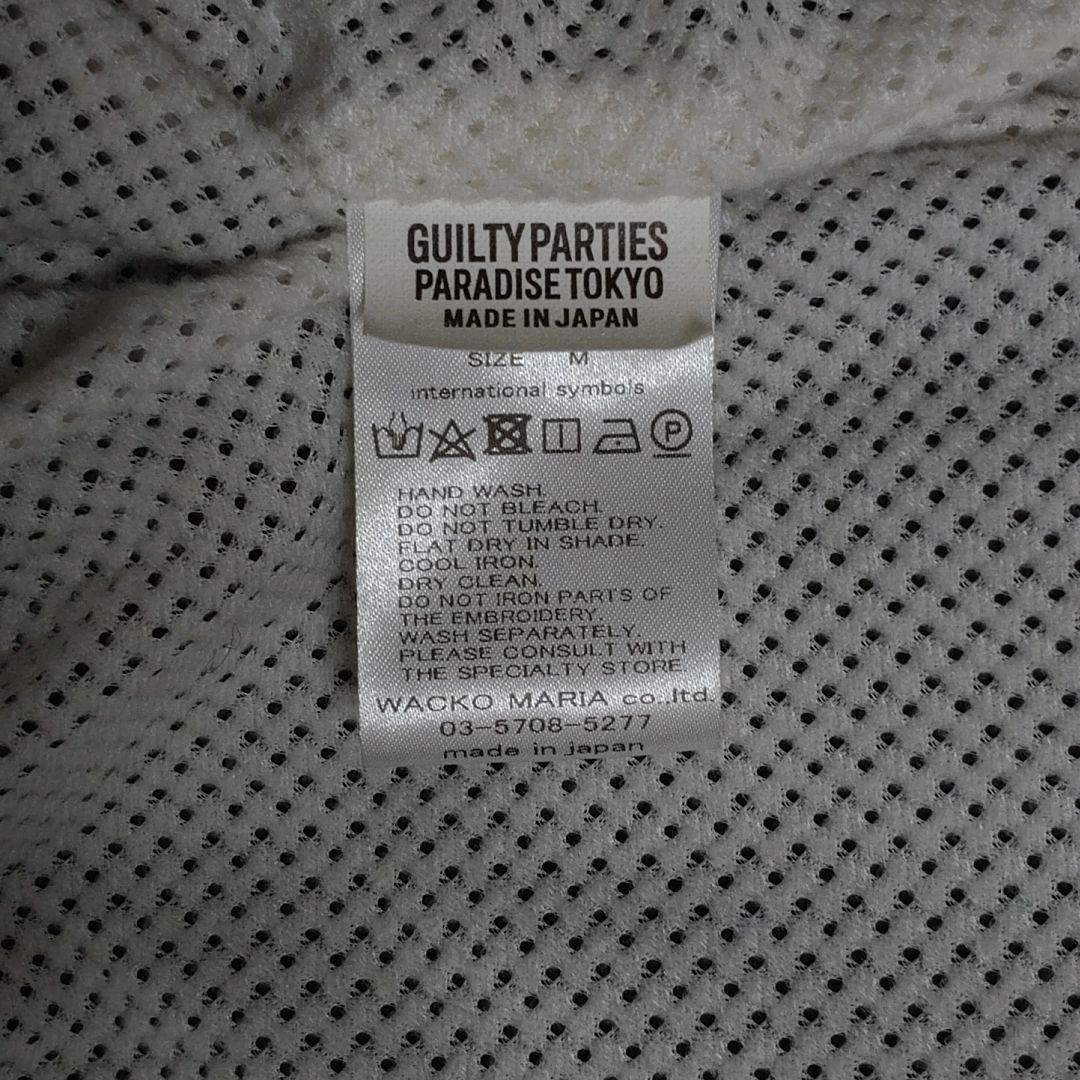 GUILTY PARTIES
PARADISE TOKYO
MADE IN JAPAN
SIZE M
international symbols
P
HAND WASH.
DO NOT BLEACH.
DO NOT TUMBLE DRY.
FLAT DRY IN SHADE.
COOL IRON.
DRY CLEAN.
DO NOT IRON PARTS OF
THE EMBROIDERY.
WASH SEPARATELY.
PLEASE CONSULT WITH
THE SPECIALTY STORE
WACKO MARIA co.,ltd.
03-5708-5277
made in japan